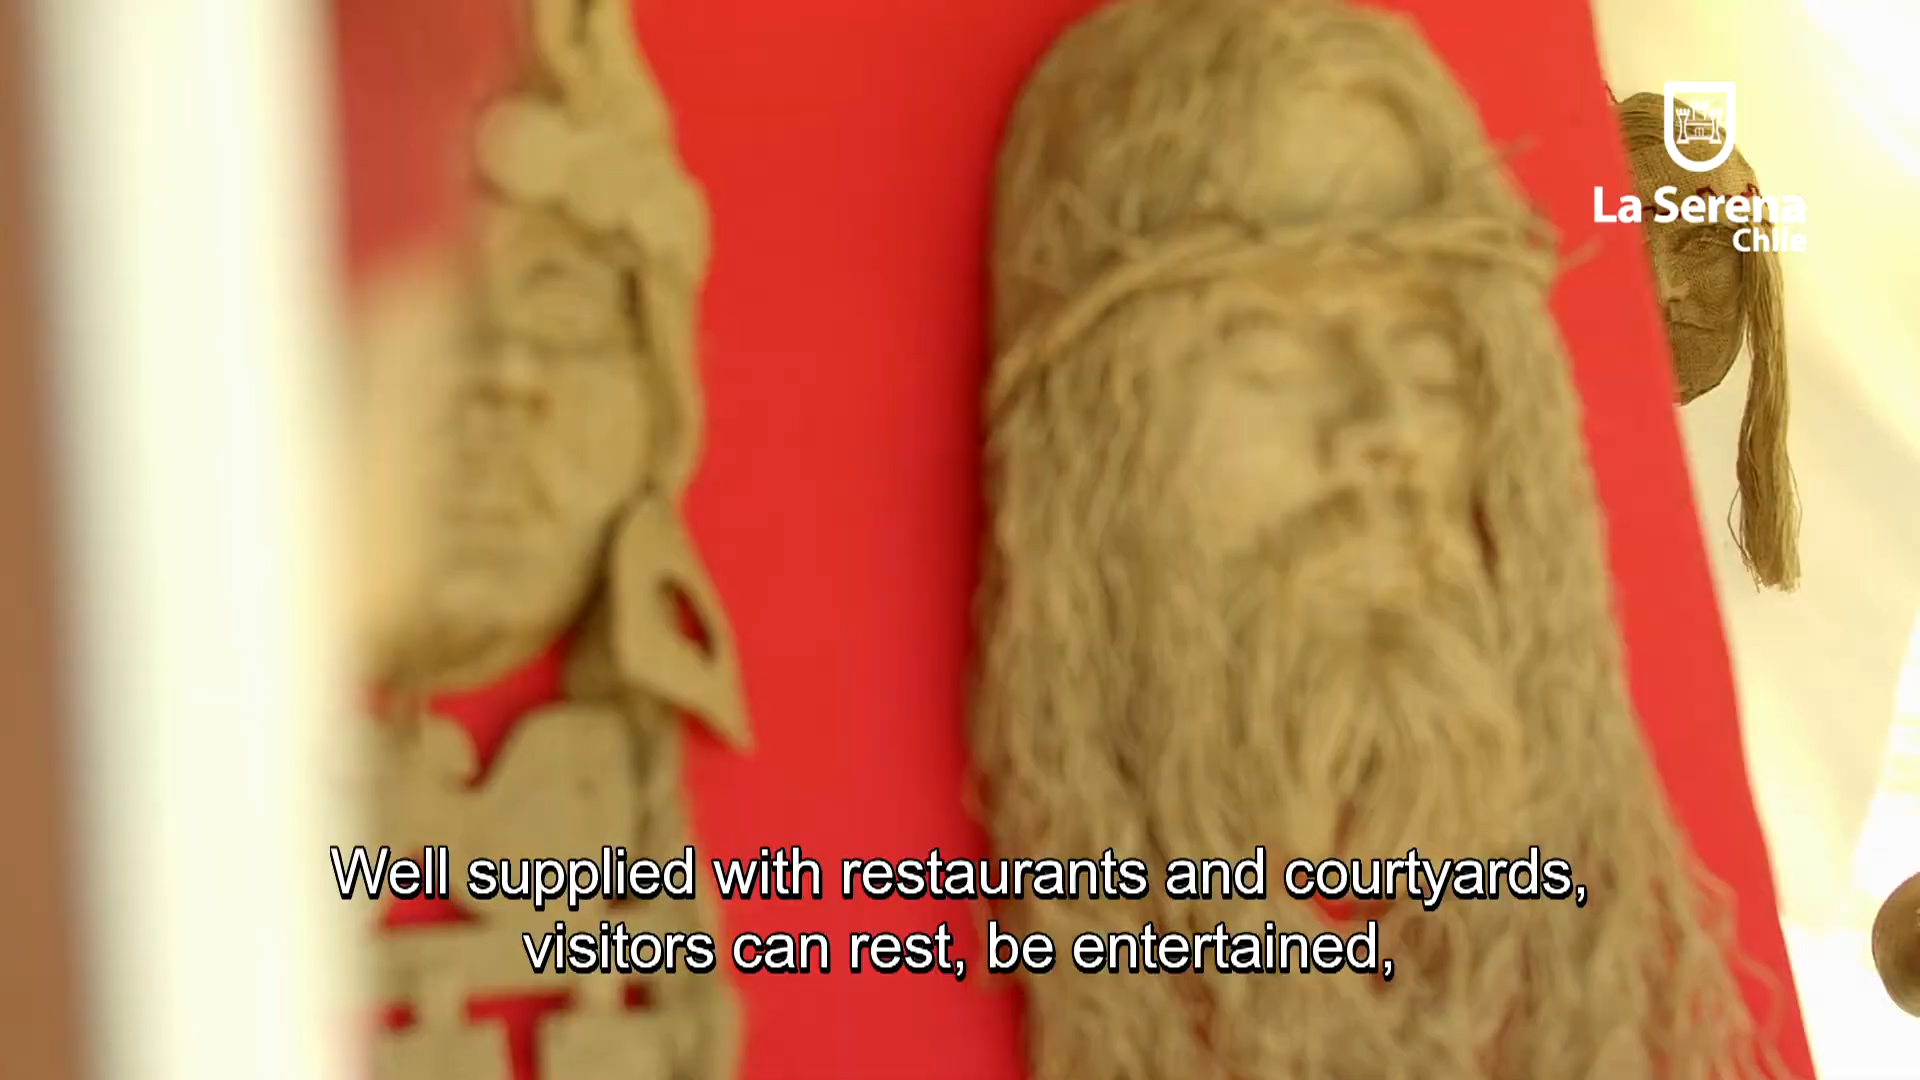 La Serena
Chile
Well supplied with restaurants and courtyards,
visitors can rest, be entertained,